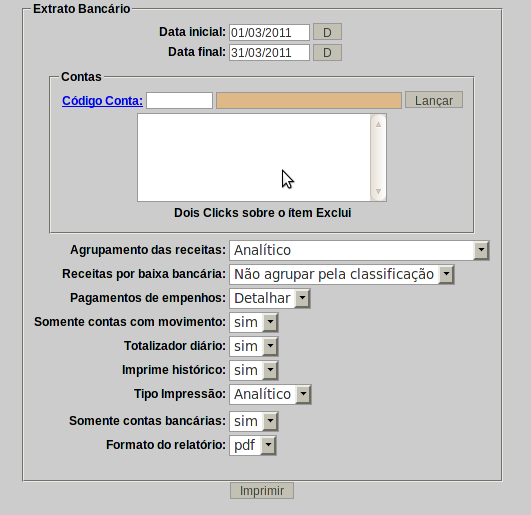 Extrato Bancário
Data inicial: 01/03/2011 D
Data final: 31/03/2011 D
Contas
Código Conta: Lançar
Dois Clicks sobre o ítem Exclui
Agrupamento das receitas: Analítico
Receitas por baixa bancária: Não agrupar pela classificação
Pagamentos de empenhos: Detalhar
Somente contas com movimento: sim
Totalizador diário: sim
Imprime histórico: sim
Tipo Impressão: Analítico
Somente contas bancárias: sim
Formato do relatório: pdf
Imprimir